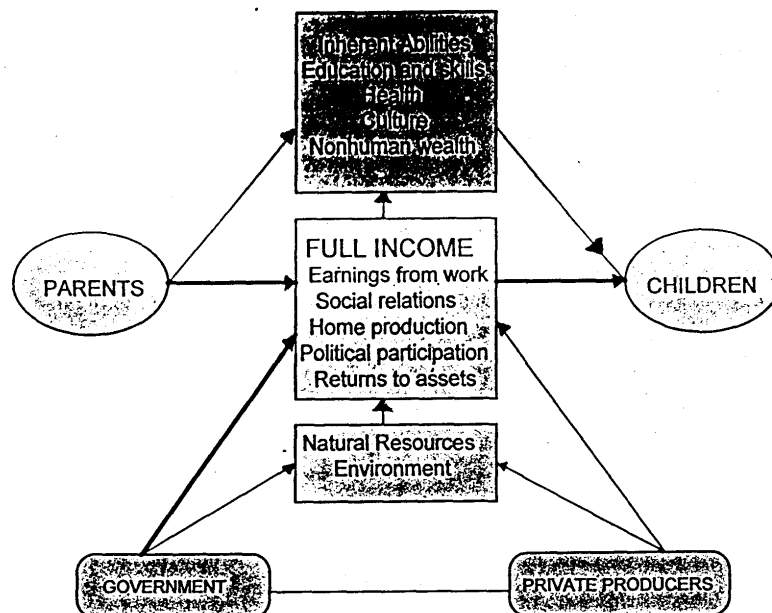 Inherent Abilities
Education and skills
Health
Culture
Nonhuman wealth
FULL INCOME
Earnings from work
Social relations
Home production
Political participation
Returns to assets
PARENTS
CHILDREN
Natural Resources
Environment
GOVERNMENT
PRIVATE PRODUCERS